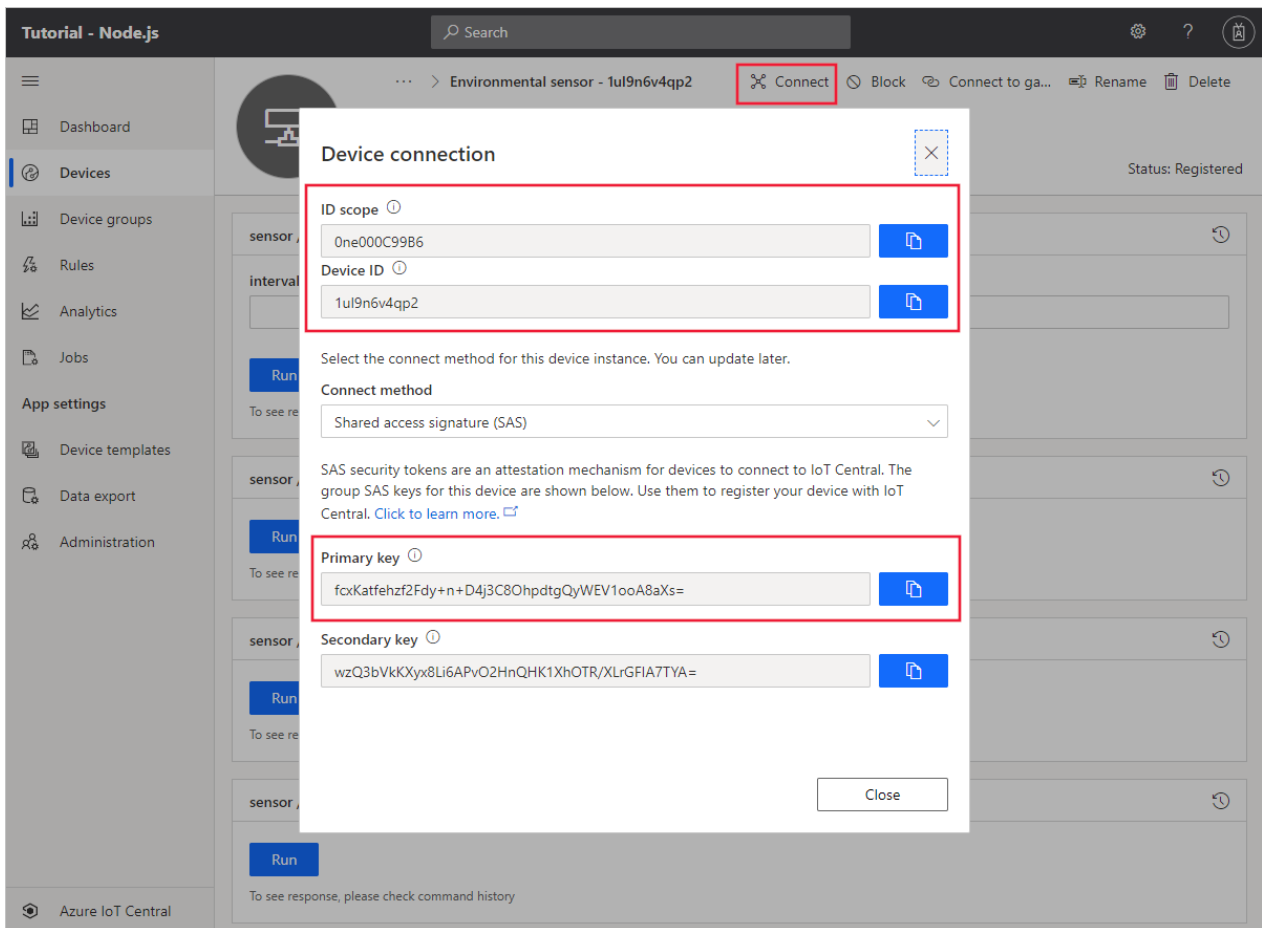 Tutorial - Node.js
Search
?
Dashboard
Devices
Device groups
Rules
Analytics
Jobs
App settings
Device templates
Data export
Administration
Azure IoT Central
··· > Environmental sensor - 1ul9n6v4qp2
Connect
Block
Connect to ga...
Rename
Delete
Status: Registered
Device connection
ID scope
0ne000C99B6
Device ID
1ul9n6v4qp2
Select the connect method for this device instance. You can update later.
Connect method
Shared access signature (SAS)
SAS security tokens are an attestation mechanism for devices to connect to IoT Central. The
group SAS keys for this device are shown below. Use them to register your device with IoT
Central. Click to learn more.
Primary key
fcxKatfehzf2Fdy+n+D4j3C8OhpdtgQyWEV1ooA8aXs=
Secondary key
wzQ3bVkKXyx8Li6APvO2HnQHK1XhOTR/XLrGFIA7TYA=
Close
sensor /
interval
Run
To see re
sensor /
Run
To see re
sensor /
Run
To see re
sensor /
Run
To see response, please check command history